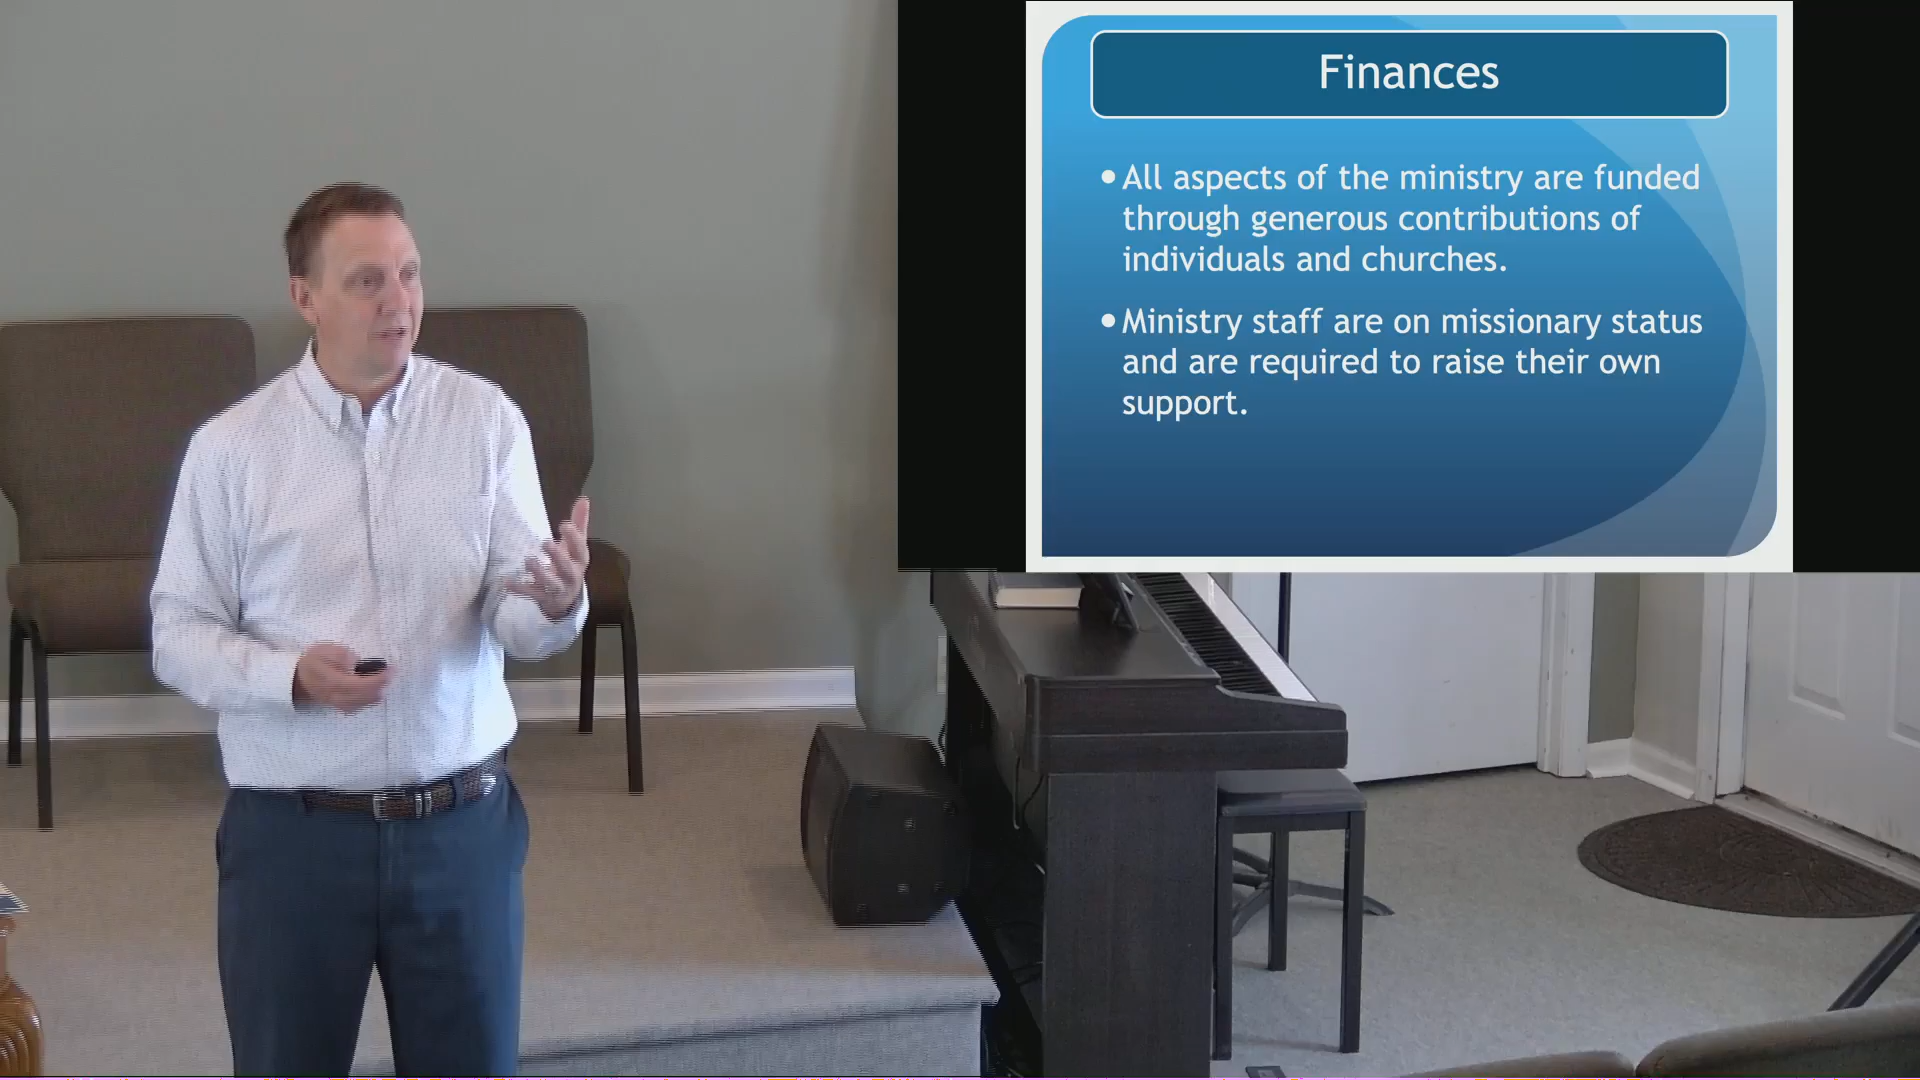 Finances
•All aspects of the ministry are funded
through generous contributions of
individuals and churches.
•Ministry staff are on missionary status
and are required to raise their own
support.